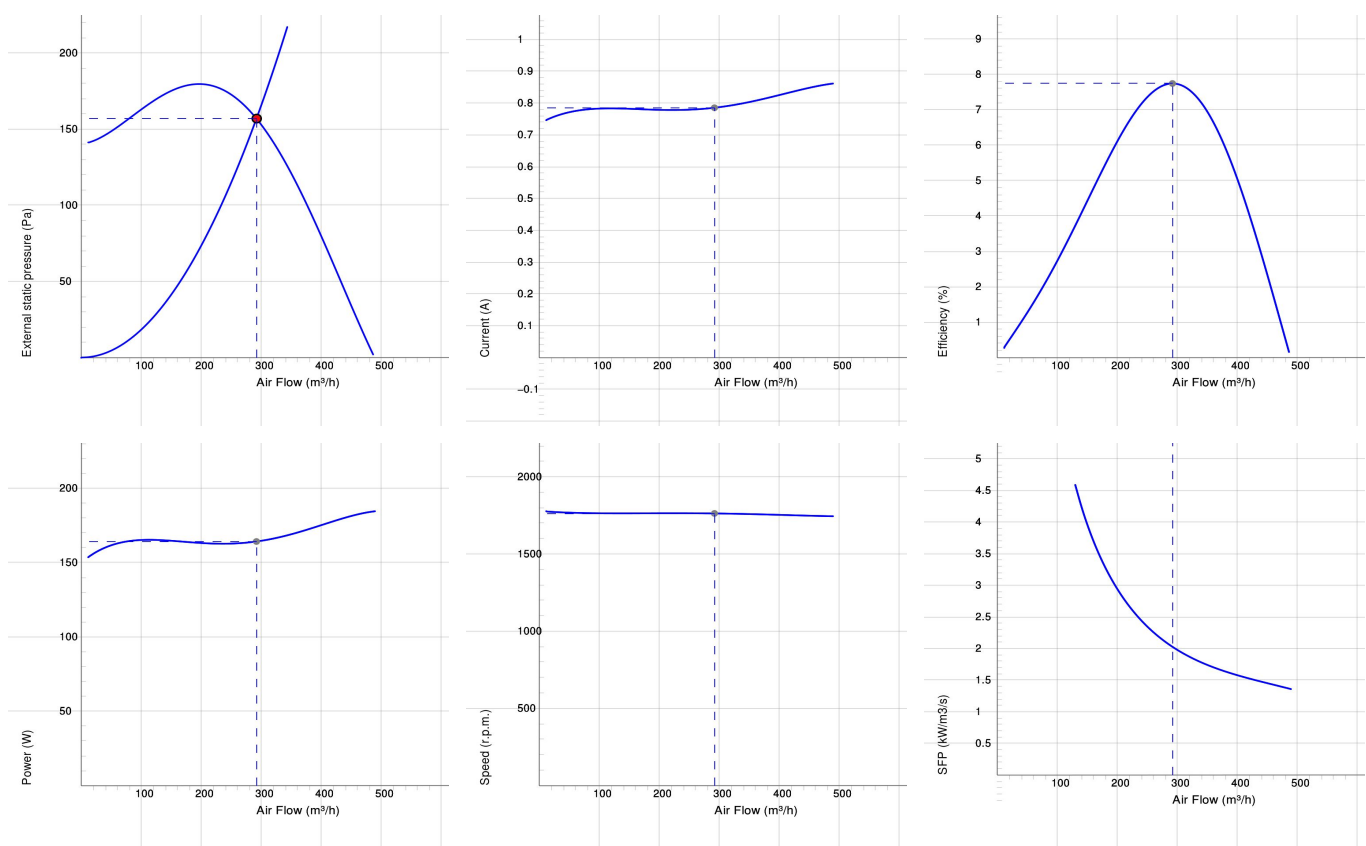 200
150
100
50
External static pressure (Pa)
100 200 300 400 500
Air Flow (m³/h)
1
0.9
0.8
0.7
0.6
0.5
0.4
0.3
0.2
0.1
−0.1
Current (A)
100 200 300 400 500
Air Flow (m³/h)
9
8
7
6
5
4
3
2
1
Efficiency (%)
100 200 300 400 500
Air Flow (m³/h)
200
150
100
50
Power (W)
100 200 300 400 500
Air Flow (m³/h)
2000
1500
1000
500
Speed (r.p.m.)
100 200 300 400 500
Air Flow (m³/h)
5
4.5
4
3.5
3
2.5
2
1.5
1
0.5
SFP (kW/m3/s)
100 200 300 400 500
Air Flow (m³/h)